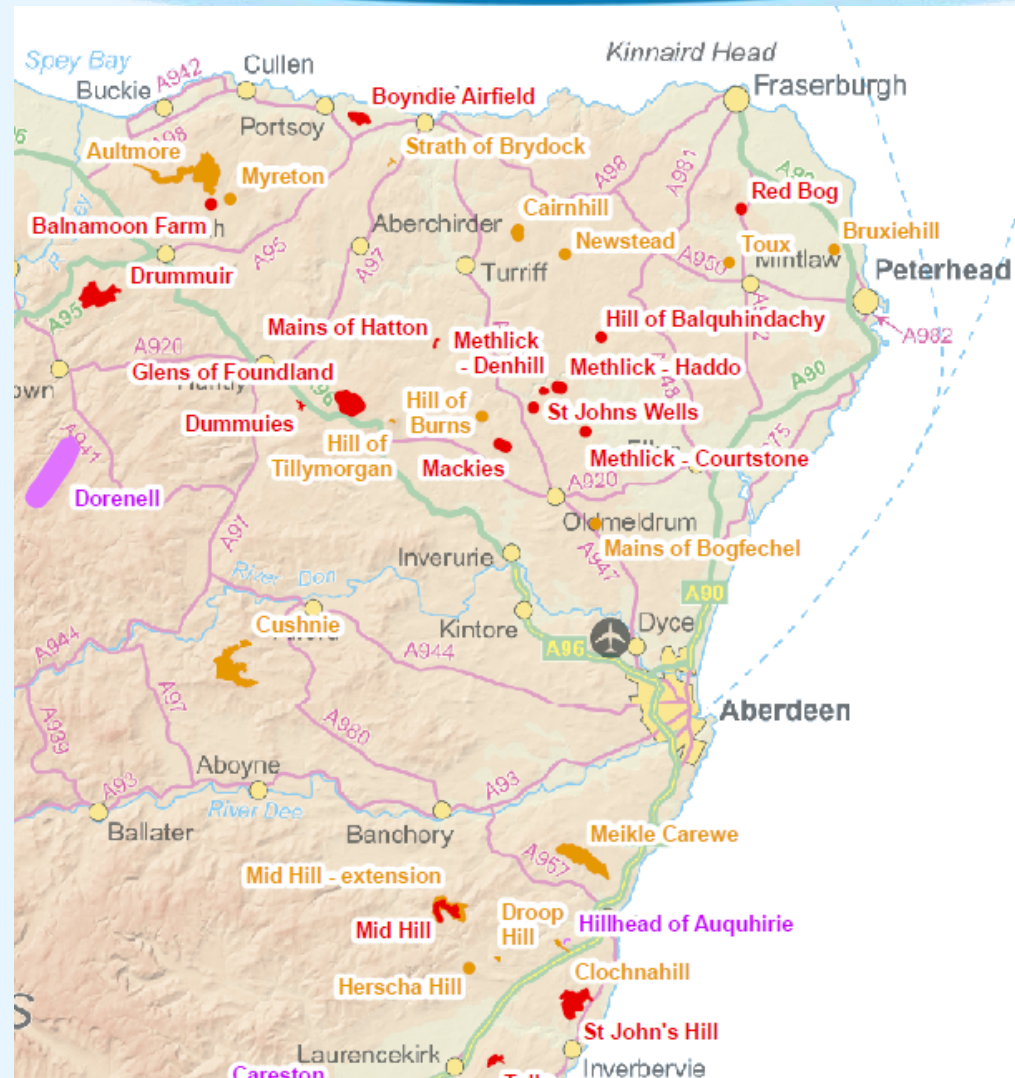 Kinnaird Head
Spey Bay
A942
Cullen
Buckie
Fraserburgh
Boyndie Airfield
Portsoy
A98
Strath of Brydock
A98
A981
Aultmore
Myreton
Red Bog
Cairnhill
Balnamoon Farm
Aberchirder
Newstead
Toux
Bruxiehill
A95
A97
Turriff
A950
Mintlaw
Peterhead
Drummuir
A95
Mains of Hatton
Hill of Balquhindachy
A982
A920
Methlick
- Denhill
Methlick - Haddo
A90
Glens of Foundland
Hill of
Burns
St Johns Wells
Dummuies
Hill of
Tillymorgan
Mackies
Methlick - Courtstone
A941
Dorenell
A920
Oldmeldrum
Mains of Bogfechel
A91
Inverurie
A947
River Don
A90
Cushnie
Kintore
Dyce
A944
A944
A96
A97
A939
A980
Aberdeen
Aboyne
A93
A93
River Dee
Ballater
Banchory
Meikle Carewe
A957
Mid Hill - extension
Droop
Hill
Mid Hill
Hillhead of Auquhirie
Herscha Hill
Clochnahill
St John's Hill
Laurencekirk
Inverbervie
Careston